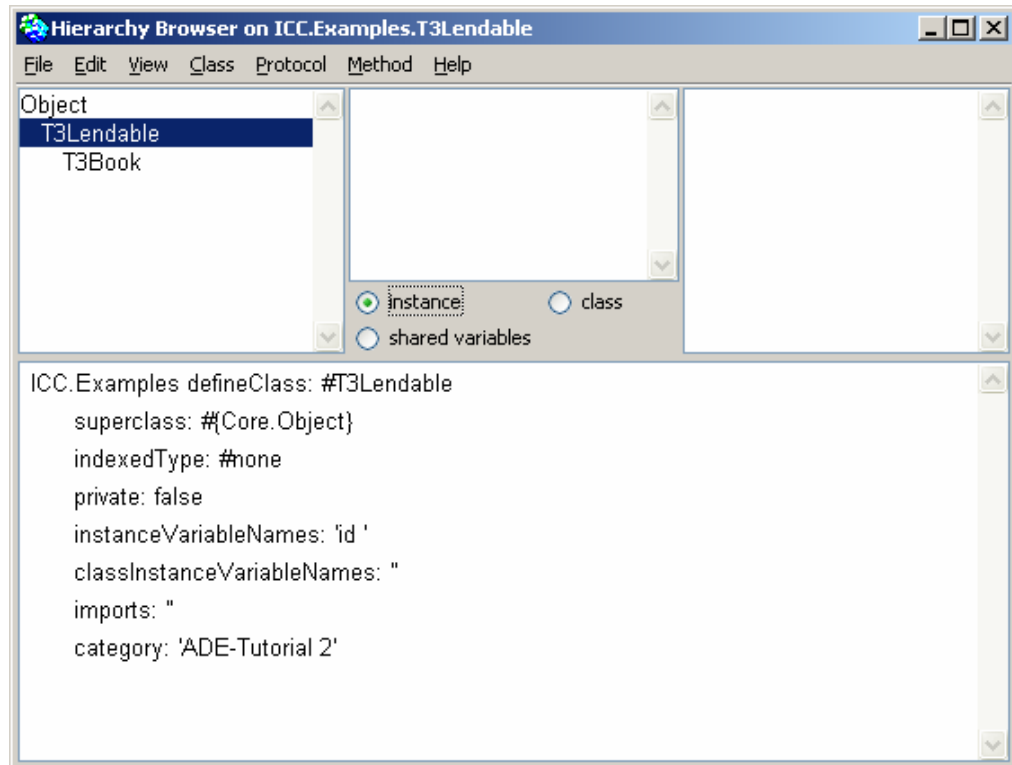 Hierarchy Browser on ICC.Examples.T3Lendable
File Edit View Class Protocol Method Help
Object
T3Lendable
T3Book
instance class
shared variables
ICC.Examples defineClass: #T3Lendable
superclass: #{Core.Object}
indexedType: #none
private: false
instanceVariableNames: 'id '
classInstanceVariableNames: ''
imports: ''
category: 'ADE-Tutorial 2'